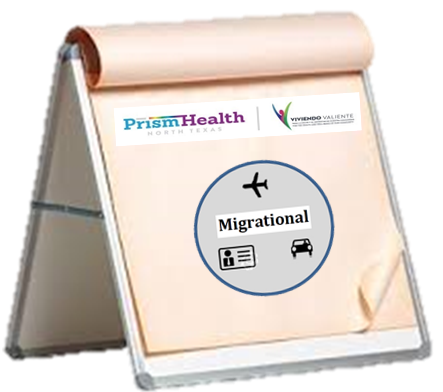 PrismHealth
NORTH TEXAS
VIVIENDO VALIENTE
Migrational